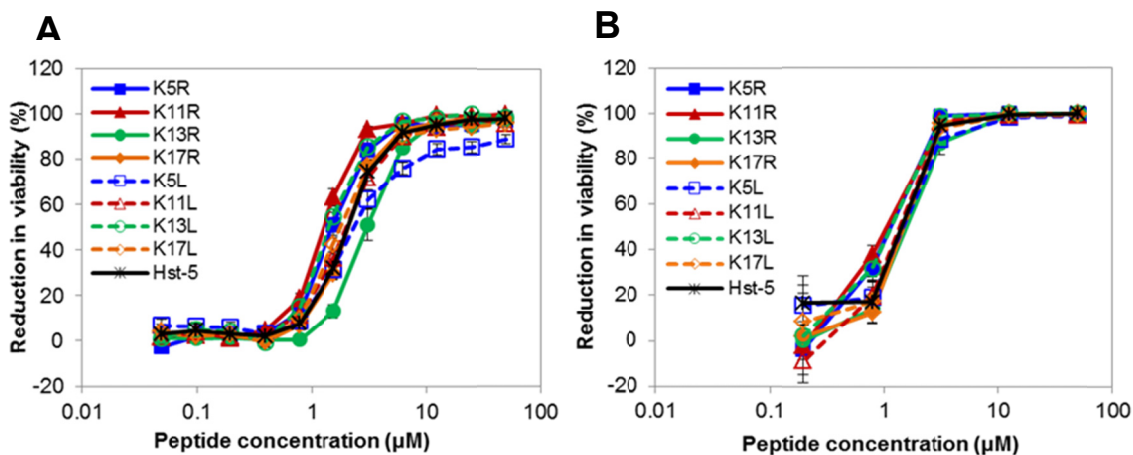 A
120
100
80
60
40
20
0
-20
Reduction in viability (%)
K5R
K11R
K13R
K17R
K5L
K11L
K13L
K17L
Hst-5
0.01 0.1 1 10 100
Peptide concentration (µM)
B
120
100
80
60
40
20
0
-20
Reduction in viability (%)
K5R
K11R
K13R
K17R
K5L
K11L
K13L
K17L
Hst-5
0.01 0.1 1 10 100
Peptide concentration (µM)